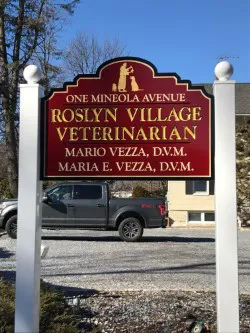 ONE MINEOLA AVENUE
ROSLYN VILLAGE
VETERINARIAN
MARIO VEZZA, D.V.M.
MARIA E. VEZZA, D.V.M.